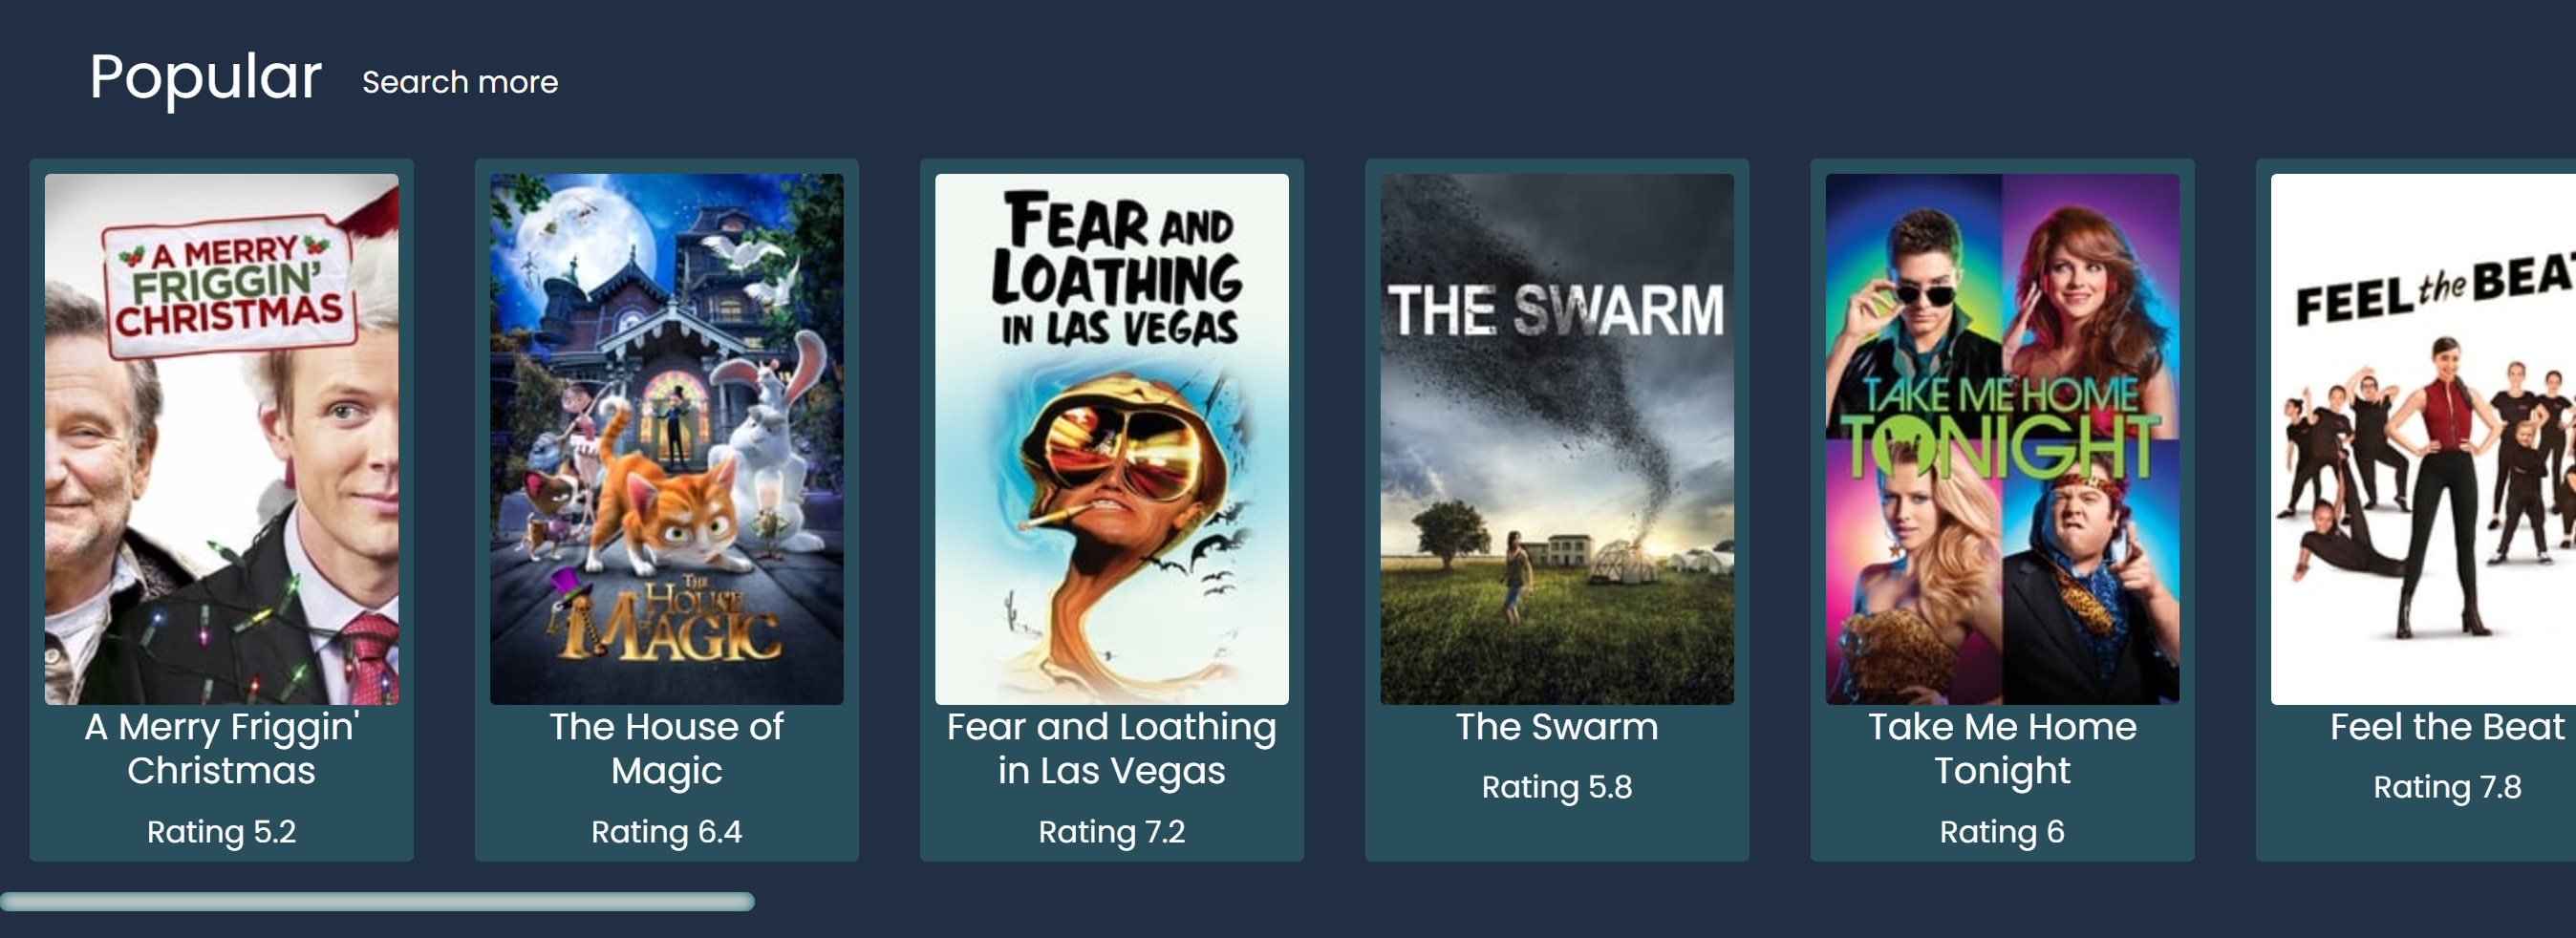 Popular
Search more
A MERRY
FRIGGIN'
CHRISTMAS
A Merry Friggin'
Christmas
Rating 5.2
THE
HOUSE
OF
MAGIC
The House of
Magic
Rating 6.4
FEAR AND
LOATHING
IN LAS VEGAS
Fear and Loathing
in Las Vegas
Rating 7.2
THE SWARM
The Swarm
Rating 5.8
TAKE ME HOME
TONIGHT
Take Me Home
Tonight
Rating 6
FEEL the BEAT
Feel the Beat
Rating 7.8